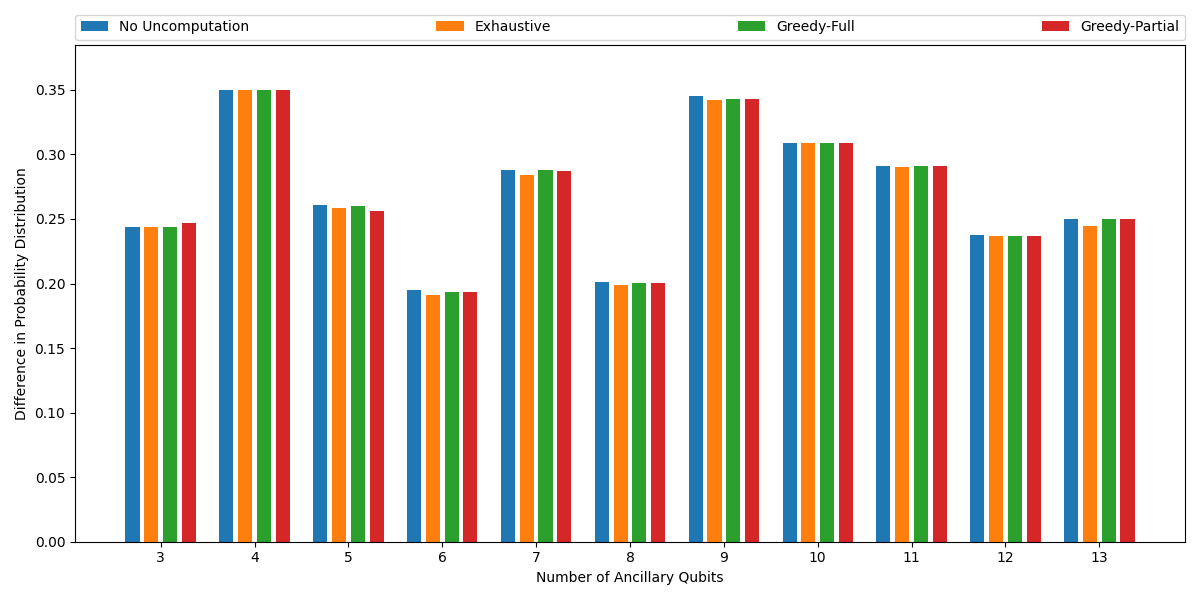 No Uncomputation Exhaustive Greedy-Full Greedy-Partial
Difference in Probability Distribution
0.35
0.30
0.25
0.20
0.15
0.10
0.05
0.00
3 4 5 6 7 8 9 10 11 12 13
Number of Ancillary Qubits